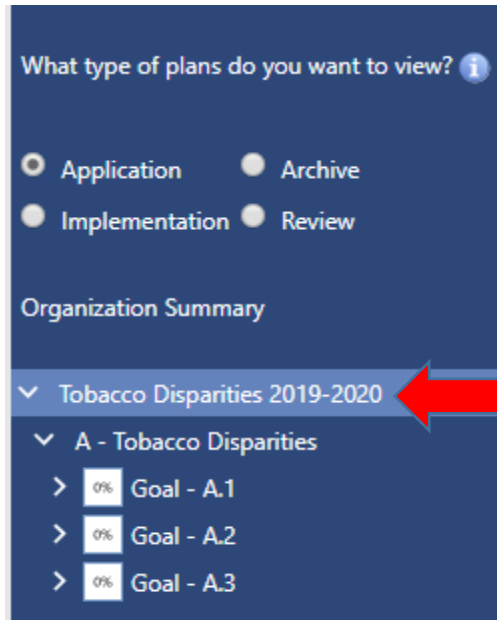 What type of plans do you want to view? i
Application Archive
Implementation Review
Organization Summary
Tobacco Disparities 2019-2020
A - Tobacco Disparities
0% Goal - A.1
0% Goal - A.2
0% Goal - A.3